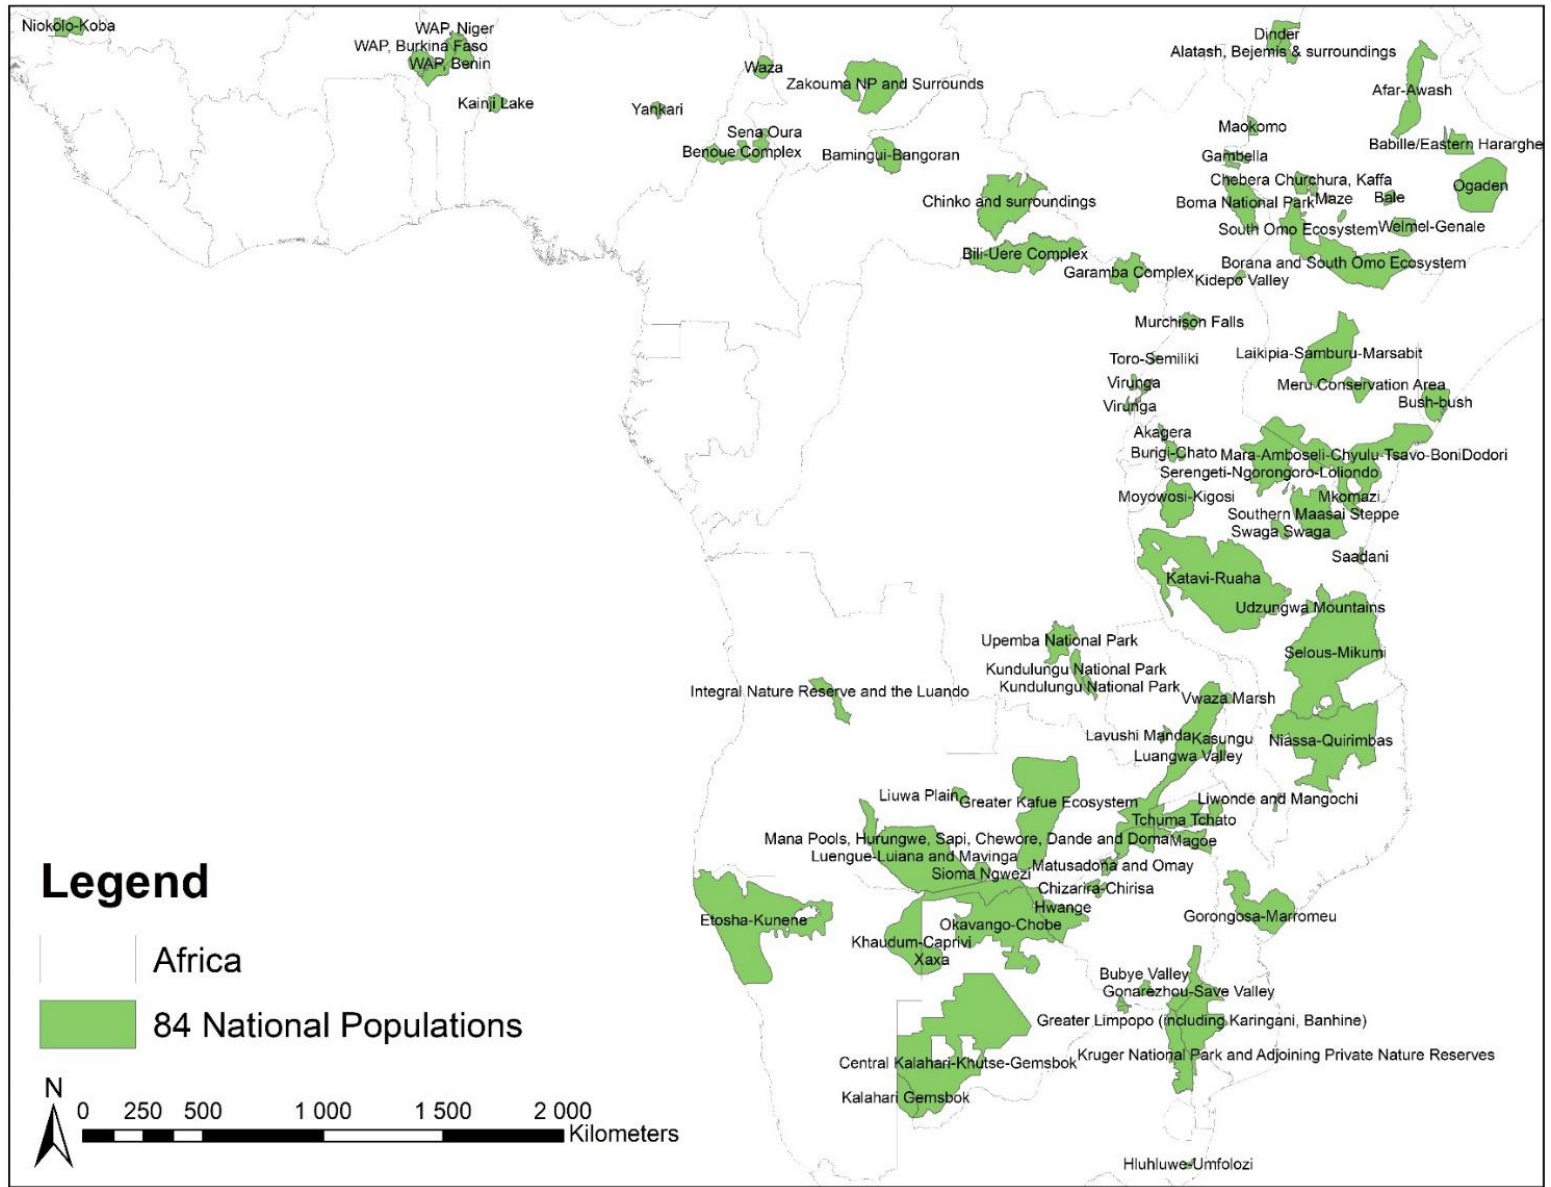 Niokolo-Koba
WAP, Niger
WAP, Burkina Faso
WAP, Benin
Kainji Lake
Yankari
Waza
Zakouma NP and Surrounds
Sena Oura
Benoue Complex
Bamingui-Bangoran
Chinko and surroundings
Bili-Uere Complex
Garamba Complex
Dinder
Alatash, Bejemis & surroundings
Afar-Awash
Maokomo
Babille/Eastern Hararghe
Gambella
Chebera Churchura, Kaffa
Ogaden
Boma National Park
Maze
Bale
South Omo Ecosystem
Welmel-Genale
Borana and South Omo Ecosystem
Kidepo Valley
Murchison Falls
Toro-Semiliki
Laikipia-Samburu-Marsabit
Virunga
Meru Conservation Area
Virunga
Bush-bush
Akagera
Burigi-Chato
Mara-Amboseli-Chyulu-Tsavo-BoniDodori
Serengeti-Ngorongoro-Loliondo
Moyowosi-Kigosi
Mkomazi
Southern Maasai Steppe
Swaga Swaga
Saadani
Katavi-Ruaha
Udzungwa Mountains
Upemba National Park
Selous-Mikumi
Kundulungu National Park
Kundulungu National Park
Integral Nature Reserve and the Luando
Vwaza Marsh
Lavushi Manda
Kasungu
Niassa-Quirimbas
Luangwa Valley
Liuwa Plain
Greater Kafue Ecosystem
Liwonde and Mangochi
Tchuma Tchato
Mana Pools, Hurungwe, Sapi, Chewore, Dande and Doma
Magoe
Luengue-Luiana and Mavinga
Matusadona and Omay
Sioma Ngwezi
Chizarira-Chirisa
Hwange
Etosha-Kunene
Okavango-Chobe
Gorongosa-Marromeu
Khaudum-Caprivi
Xaxa
Bubye Valley
Gonarezhou-Save Valley
Greater Limpopo (including Karingani, Banhine)
Central Kalahari-Khutse-Gemsbok
Kruger National Park and Adjoining Private Nature Reserves
Kalahari Gemsbok
Hluhluwe-Umfolozi
Legend
Africa
84 National Populations
N
0 250 500 1 000 1 500 2 000
Kilometers